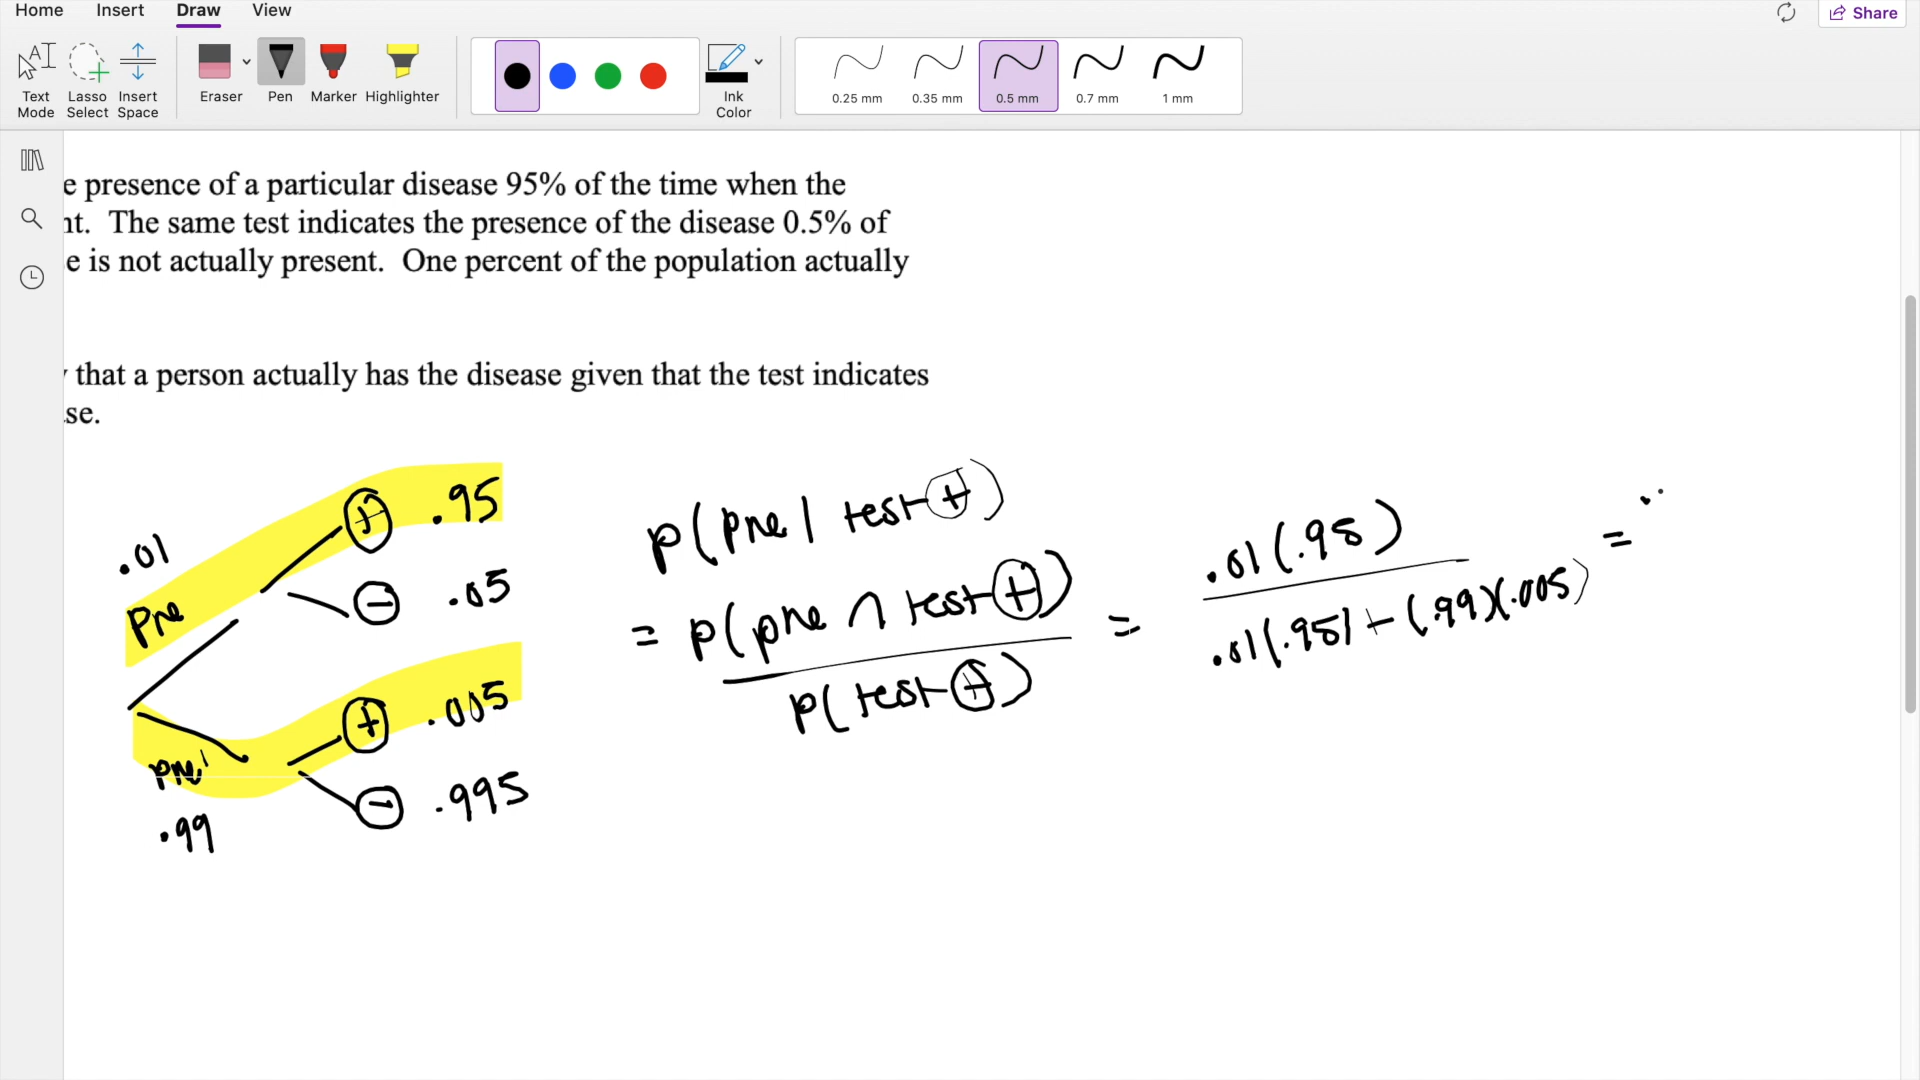 Home Insert Draw View Share
Text Mode Lasso Select Insert Space Eraser Pen Marker Highlighter Ink Color 0.25 mm 0.35 mm 0.5 mm 0.7 mm 1 mm
e presence of a particular disease 95% of the time when the
nt. The same test indicates the presence of the disease 0.5% of
e is not actually present. One percent of the population actually
that a person actually has the disease given that the test indicates
se.
.01
Pre
+ .95
− .05
Pre'
.99
+ .005
− .995
P(pre | test +)
= P(pre ∩ test +) / P(test +) = .01(.95) / .01(.95) + (.99)(.005) =